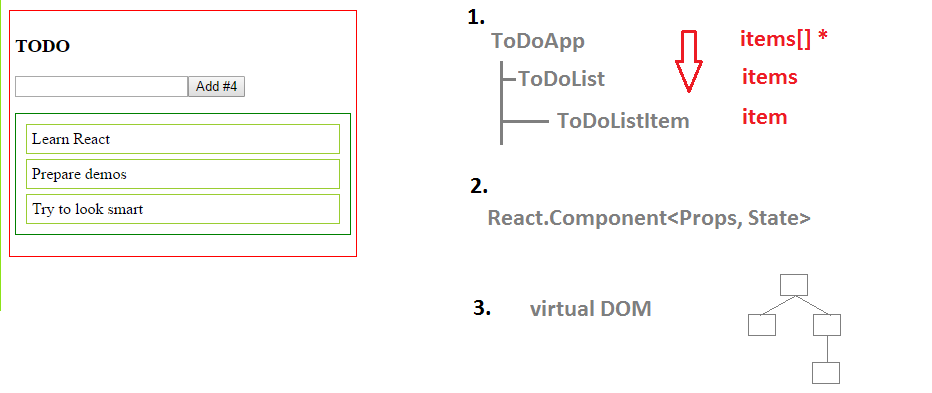 TODO
Add #4
Learn React
Prepare demos
Try to look smart
1.
ToDoApp items[] *
ToDoList items
ToDoListItem item
2.
React.Component<Props, State>
3. virtual DOM